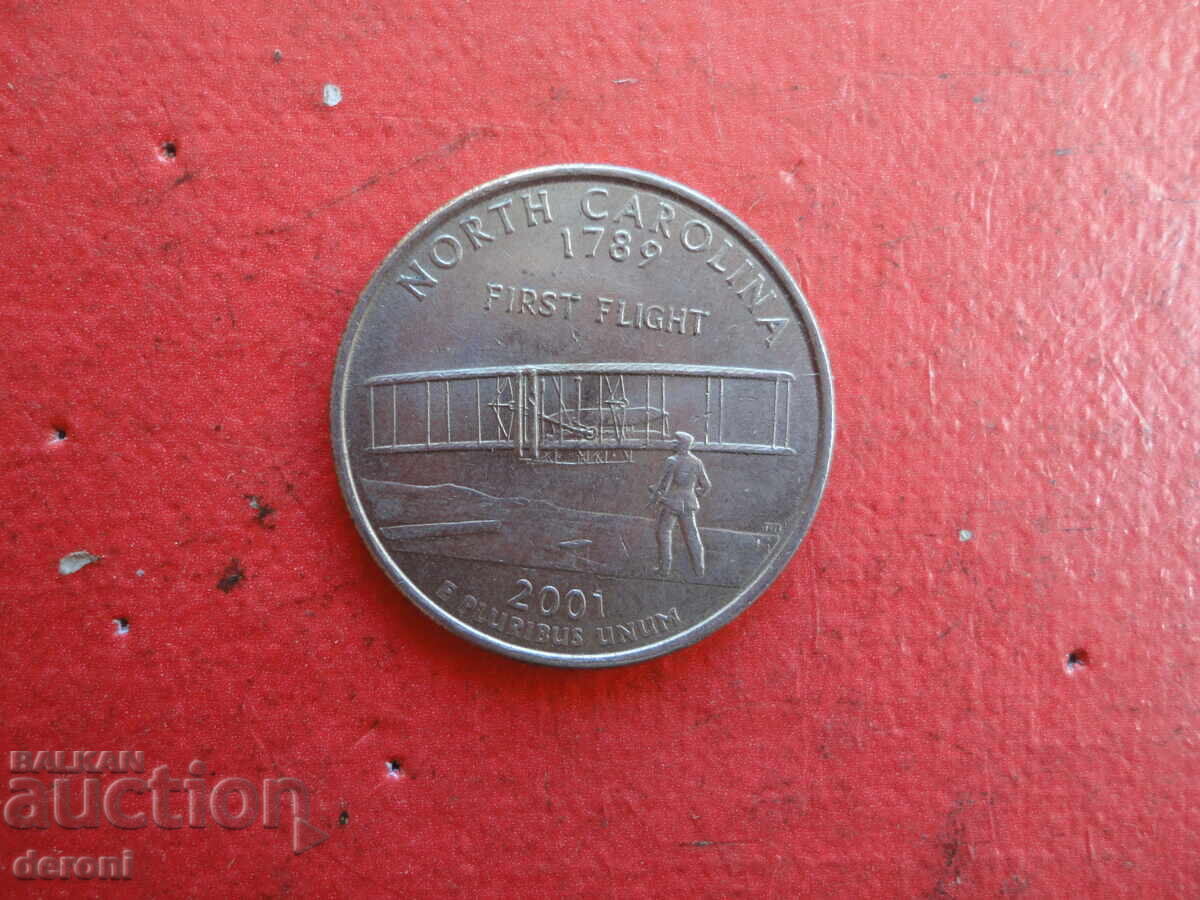 NORTH CAROLINA
1789
FIRST FLIGHT
2001
E PLURIBUS UNUM
BALKAN
auction
deroni